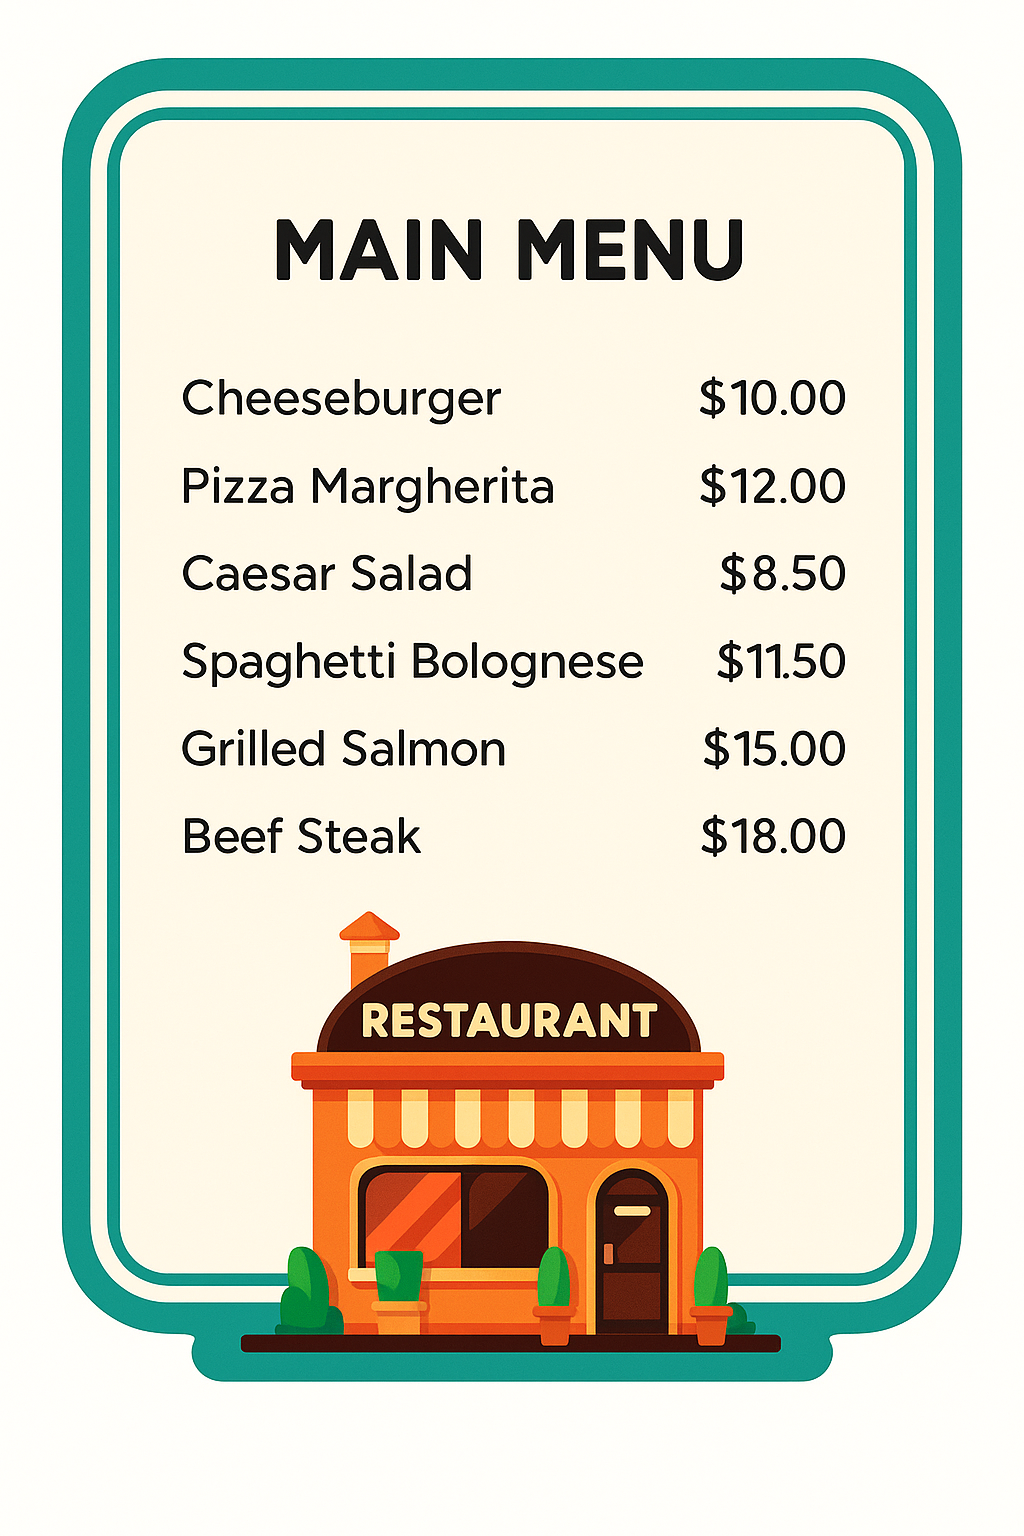 MAIN MENU
Cheeseburger $10.00
Pizza Margherita $12.00
Caesar Salad $8.50
Spaghetti Bolognese $11.50
Grilled Salmon $15.00
Beef Steak $18.00
RESTAURANT